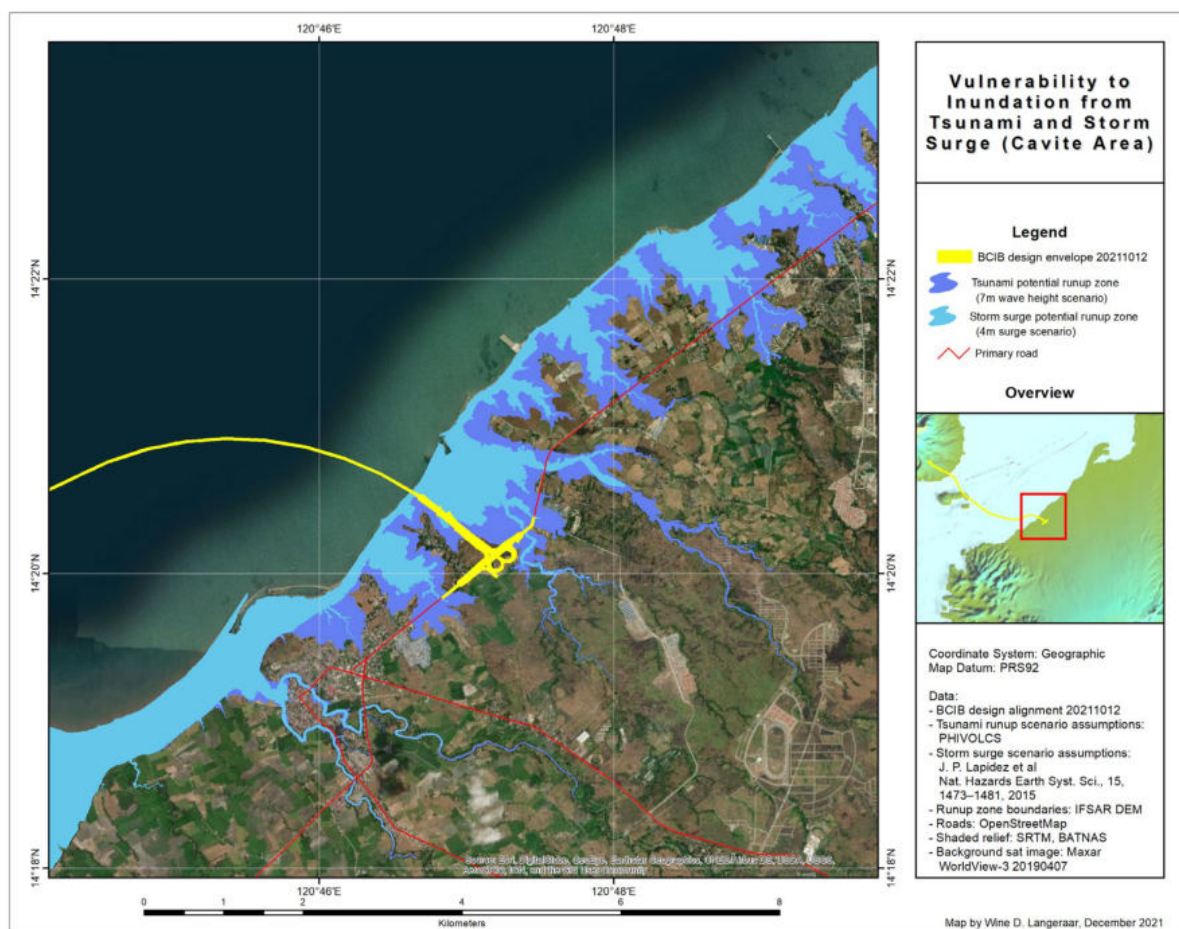 120°46'E
120°48'E
14°22'N
14°22'N
14°20'N
14°20'N
14°18'N
14°18'N
120°46'E
120°48'E
0
2
4
6
8
Kilometers
Vulnerability to
Inundation from
Tsunami and Storm
Surge (Cavite Area)
Legend
BCIB design envelope 20211012
Tsunami potential runup zone
(7m wave height scenario)
Storm surge potential runup zone
(4m surge scenario)
Primary road
Overview
Coordinate System: Geographic
Map Datum: PRS92
Data:
- BCIB design alignment 20211012
- Tsunami runup scenario assumptions:
PHIVOLCS
- Storm surge scenario assumptions:
J. P. Lapidez et al
Nat. Hazards Earth Syst. Sci., 15,
1473–1481, 2015
- Runup zone boundaries: IFSAR DEM
- Roads: OpenStreetMap
- Shaded relief: SRTM, BATNAS
- Background sat image: Maxar
WorldView-3 20190407
Map by Wine D. Langeraar, December 2021